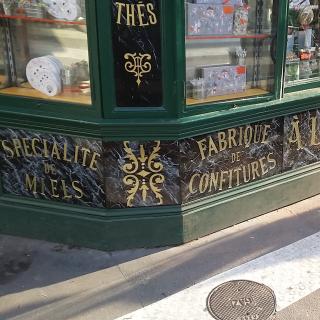 THÉS
SPECIALITE
DE
MIELS
FABRIQUE
DE
CONFITURES